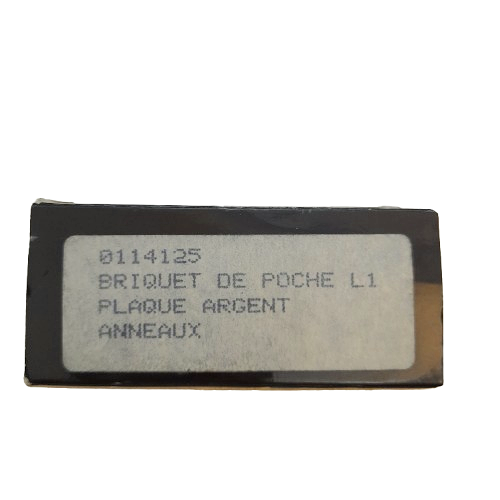 0114125
BRIQUET DE POCHE L1
PLAQUE ARGENT
ANNEAUX